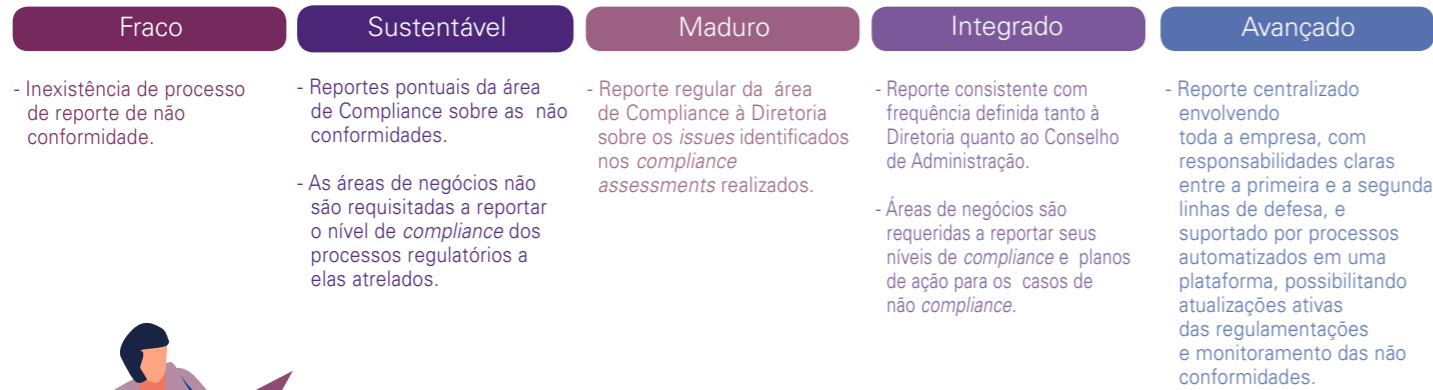 Fraco
- Inexistência de processo
de reporte de não
conformidade.
Sustentável
- Reportes pontuais da área
de Compliance sobre as não
conformidades.
- As áreas de negócios não
são requisitadas a reportar
o nível de compliance dos
processos regulatórios a
elas atrelados.
Maduro
- Reporte regular da área
de Compliance à Diretoria
sobre os issues identificados
nos compliance
assessments realizados.
Integrado
- Reporte consistente com
frequência definida tanto à
Diretoria quanto ao Conselho
de Administração.
- Áreas de negócios são
requeridas a reportar seus
níveis de compliance e planos
de ação para os casos de
não compliance.
Avançado
- Reporte centralizado
envolvendo
toda a empresa, com
responsabilidades claras
entre a primeira e a segunda
linhas de defesa, e
suportado por processos
automatizados em uma
plataforma, possibilitando
atualizações ativas
das regulamentações
e monitoramento das não
conformidades.